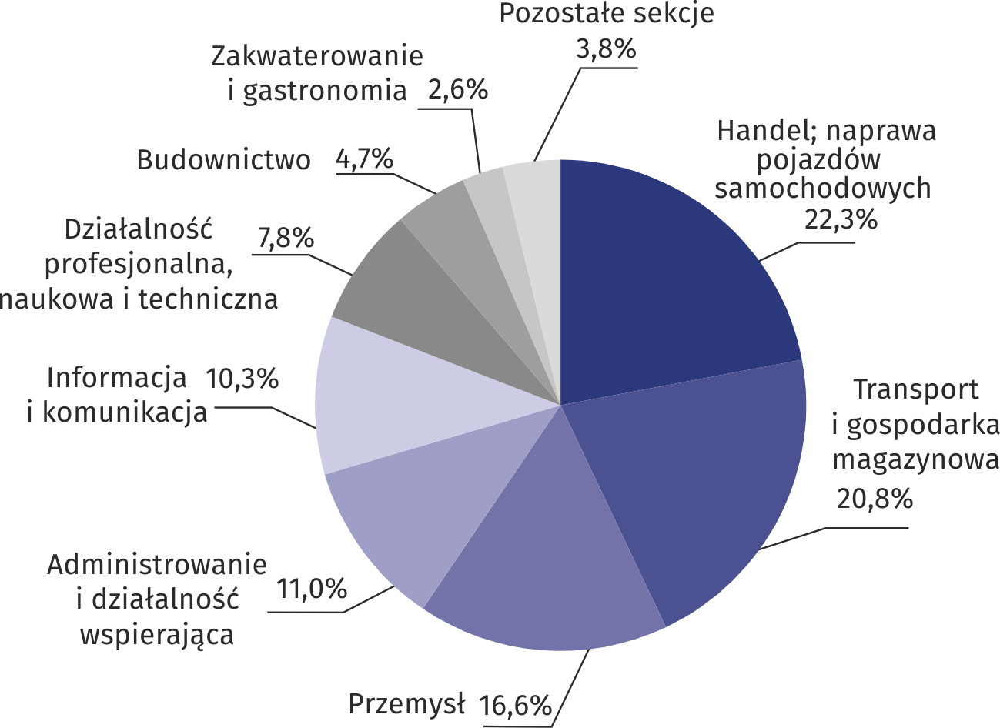 Pozostałe sekcje
3,8%
Zakwaterowanie
i gastronomia 2,6%
Handel; naprawa
pojazdów
samochodowych
22,3%
Budownictwo 4,7%
Działalność
profesjonalna,
naukowa i techniczna
7,8%
Informacja 10,3%
i komunikacja
Transport
i gospodarka
magazynowa
20,8%
Administrowanie
i działalność
wspierająca
11,0%
Przemysł 16,6%